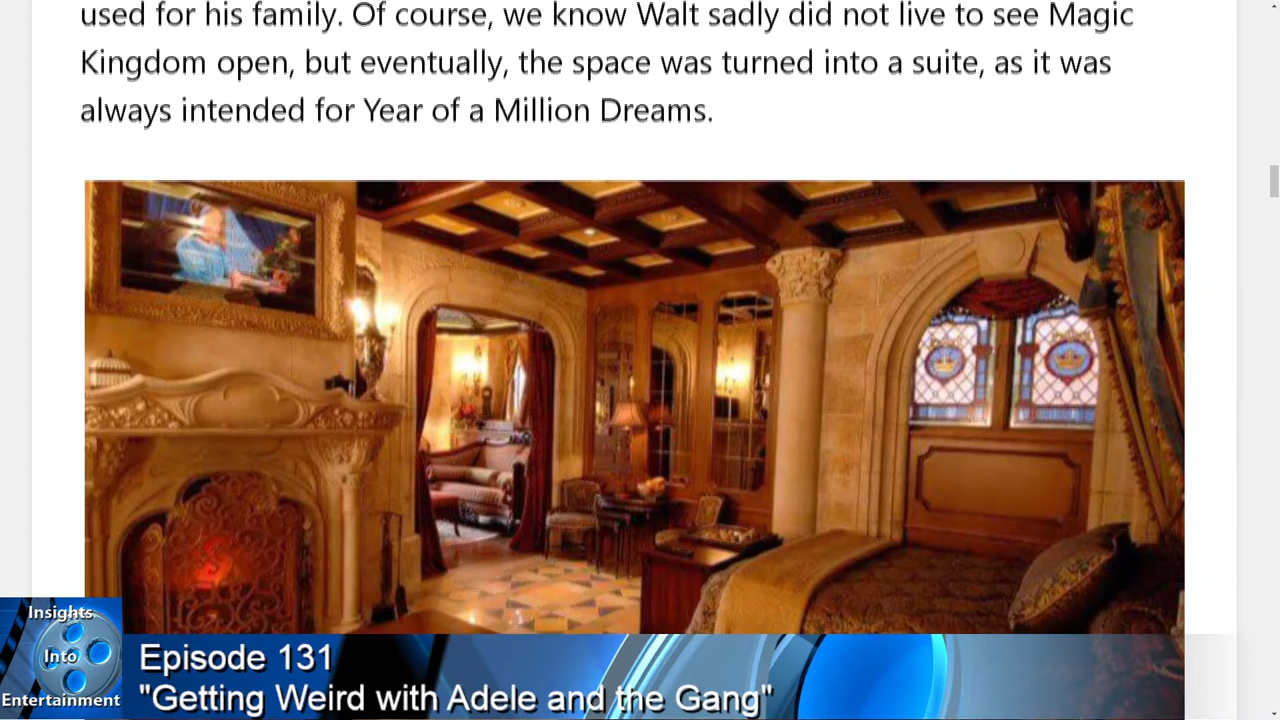 used for his family. Of course, we know Walt sadly did not live to see Magic
Kingdom open, but eventually, the space was turned into a suite, as it was
always intended for Year of a Million Dreams.
Insights
Into
Entertainment
Episode 131
"Getting Weird with Adele and the Gang"